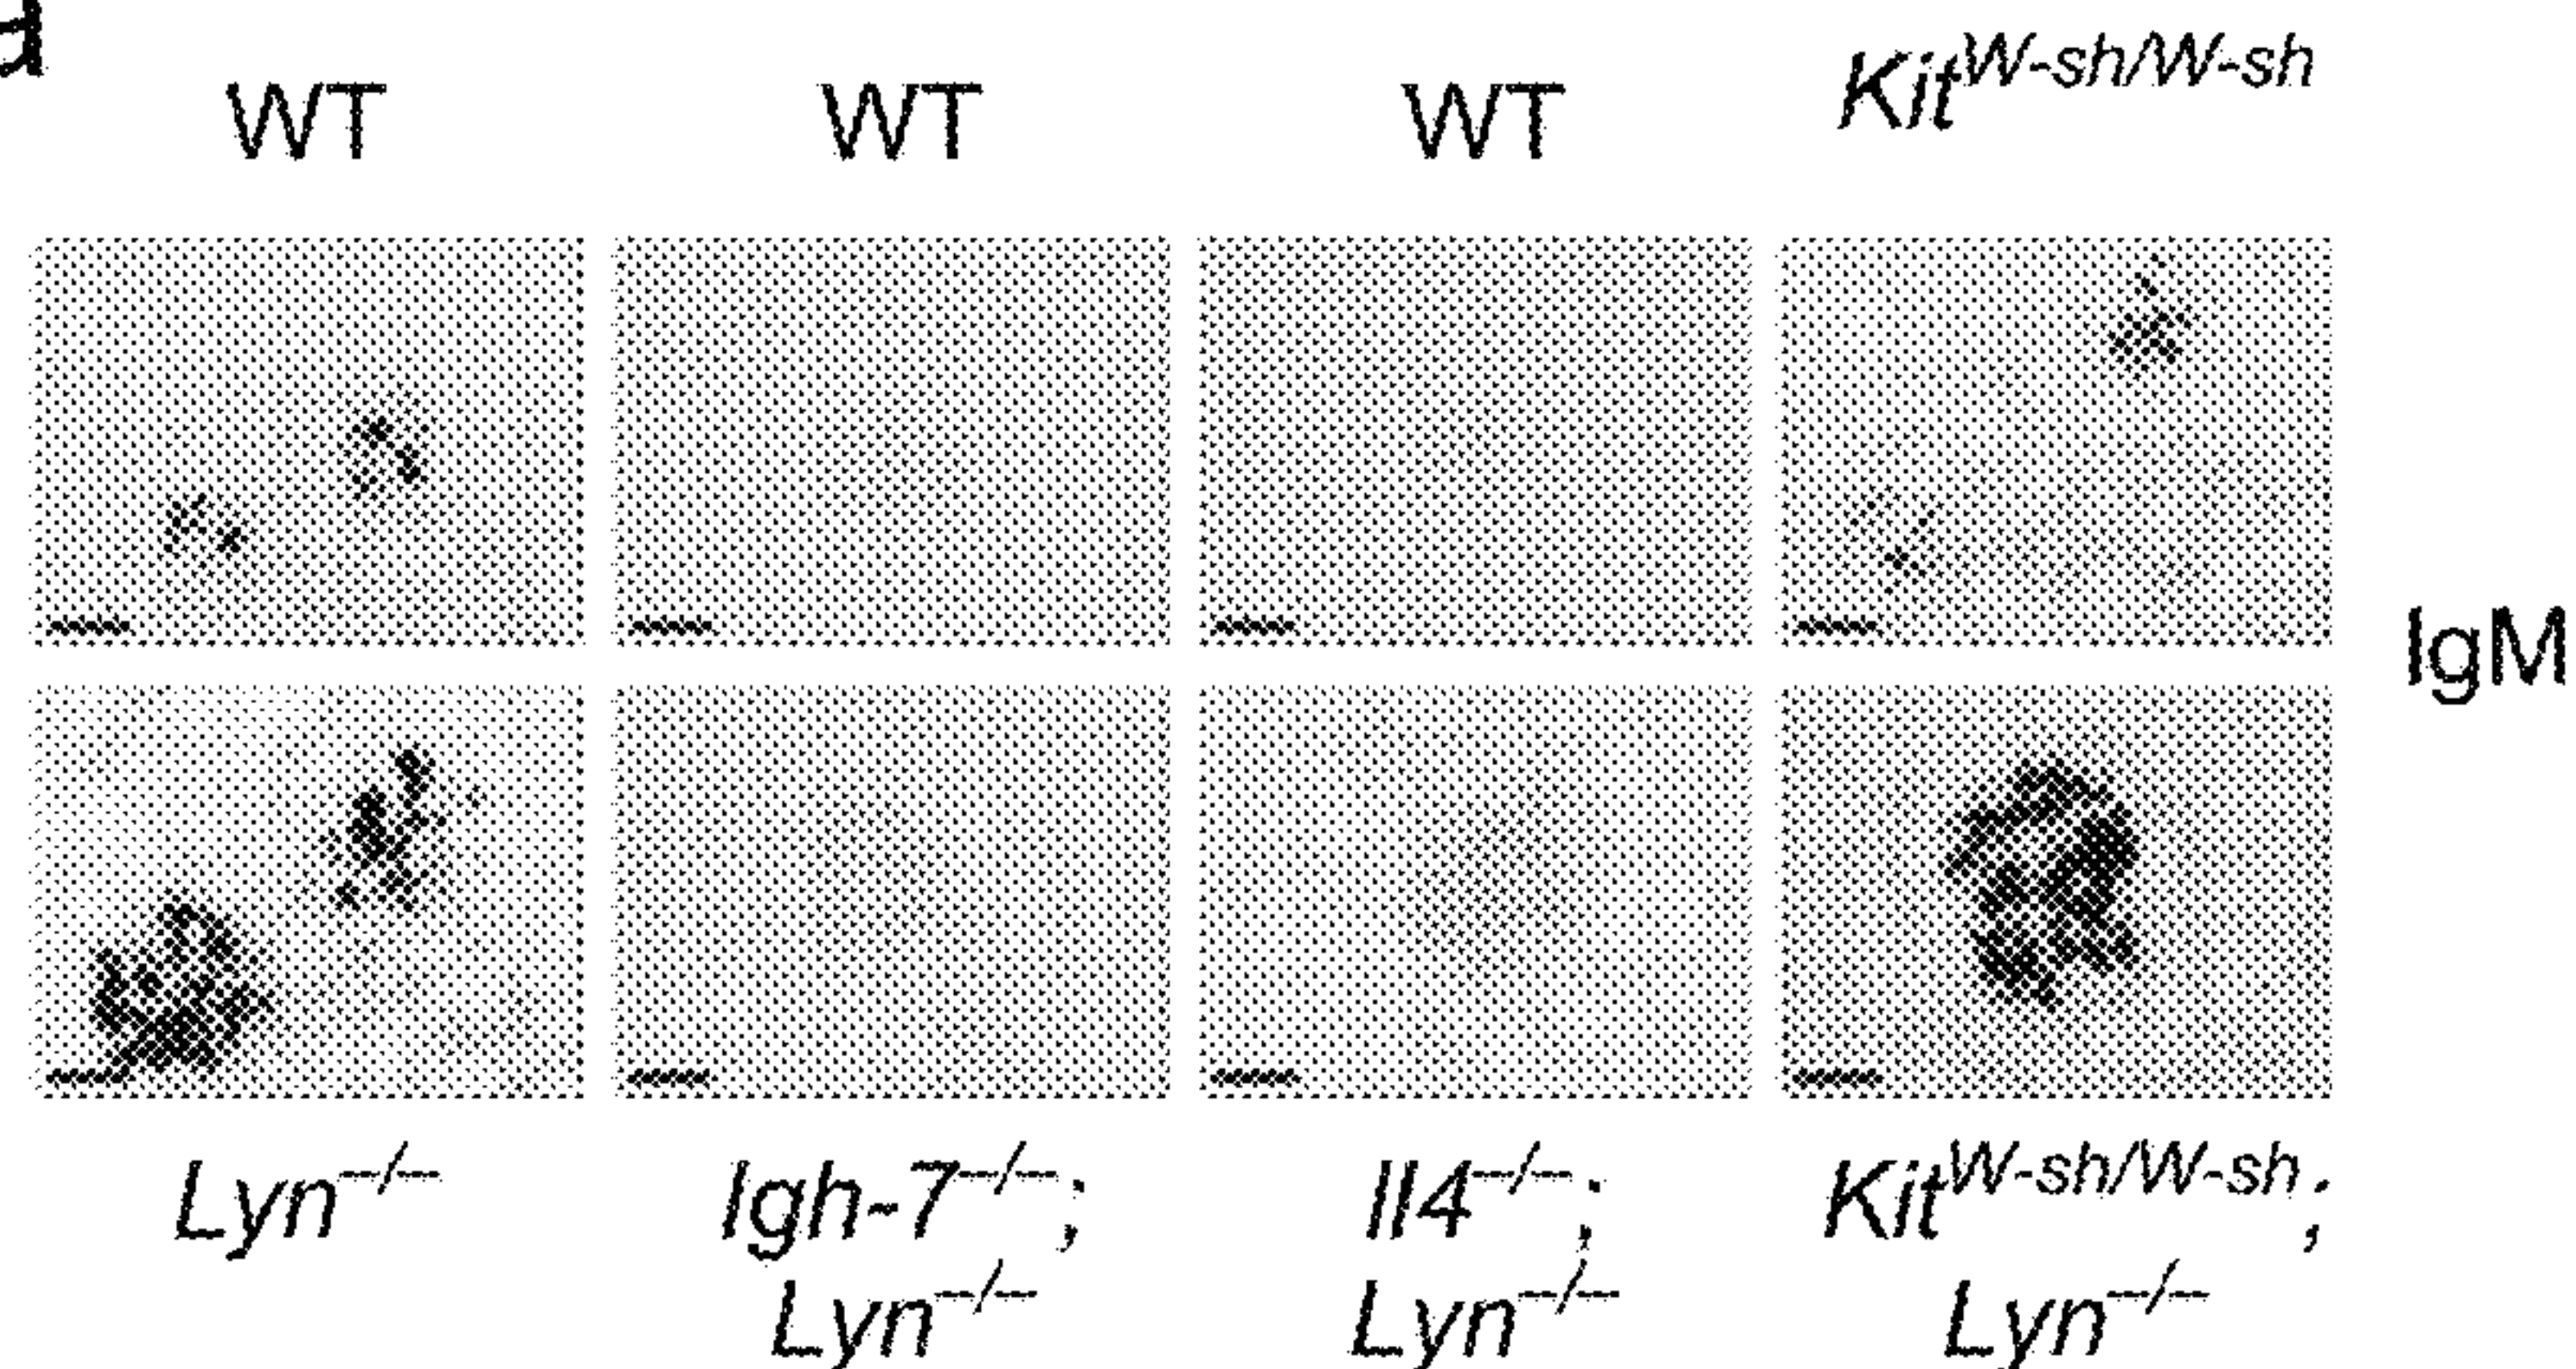 WT WT WT Kit^W-sh/W-sh
IgM
Lyn^–/– Igh-7^–/–; Il4^–/–; Kit^W-sh/W-sh;
Lyn^–/– Lyn^–/– Lyn^–/–